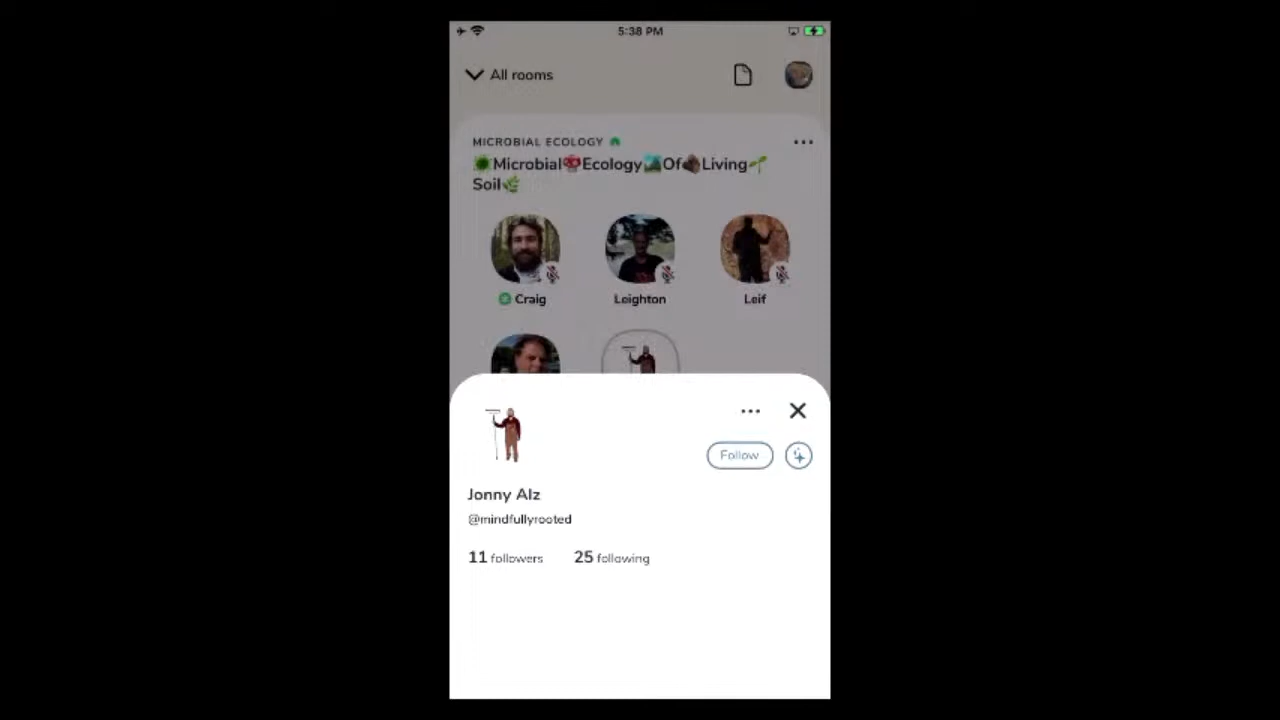 5:38 PM
All rooms
MICROBIAL ECOLOGY
Microbial Ecology Of Living
Soil
Craig
Leighton
Leif
Follow
Jonny Alz
@mindfullyrooted
11 followers 25 following